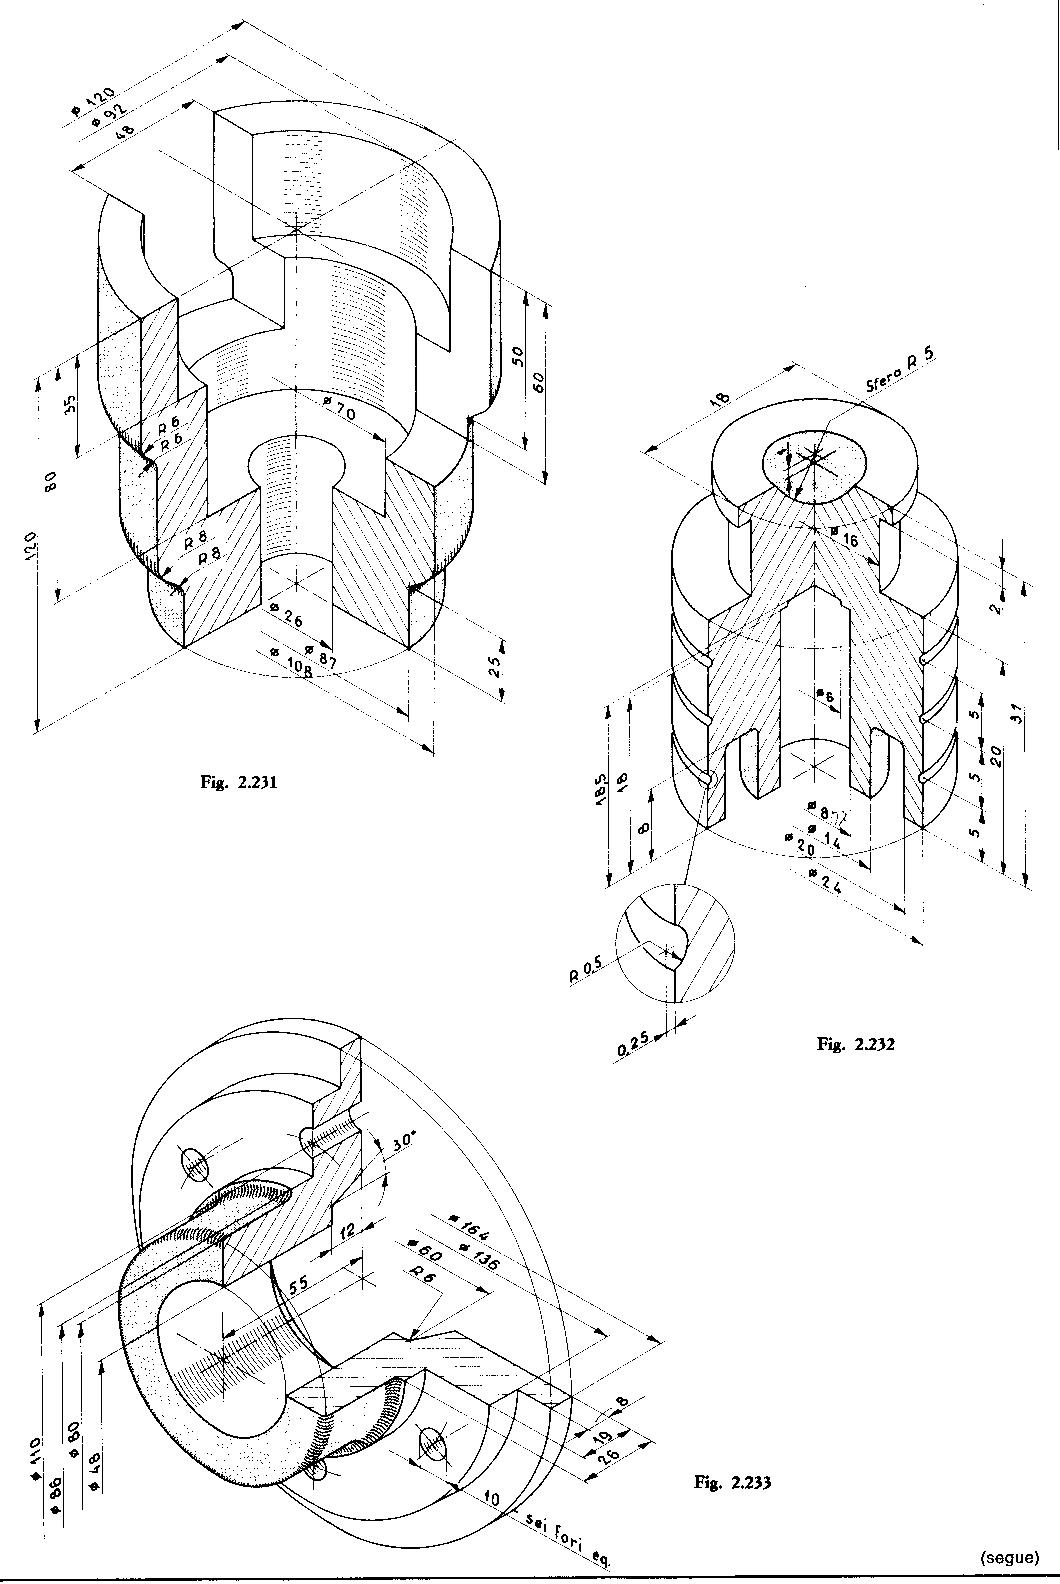 ø 120
ø 92
48
50
60
35
R 6
R 6
ø 70
80
120
R 8
R 8
ø 26
ø 87
ø 108
25
Fig. 2.231
Sfera R 5
18
ø 16
2
ø 6
5
31
20
5
5
18,5
18
8
ø 8
ø 14
ø 20
ø 24
R 0,5
0,25
Fig. 2.232
30°
12
ø 164
ø 136
ø 60
R 6
55
ø 110
ø 86
ø 80
ø 48
8
19
26
10
sei fori eq.
Fig. 2.233
(segue)